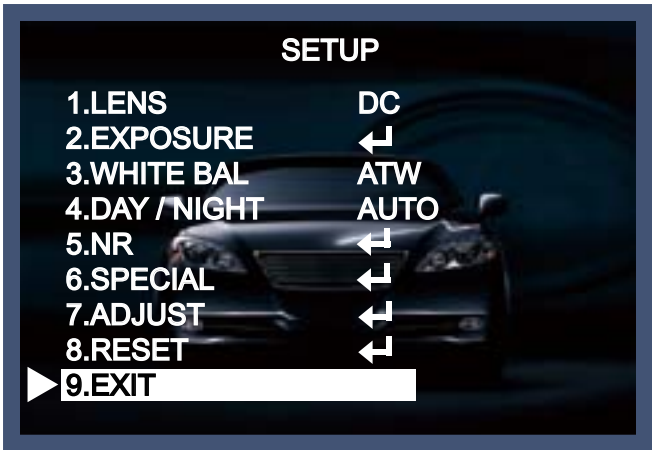 SETUP
1.LENS DC
2.EXPOSURE ↲
3.WHITE BAL ATW
4.DAY / NIGHT AUTO
5.NR ↲
6.SPECIAL ↲
7.ADJUST ↲
8.RESET ↲
9.EXIT